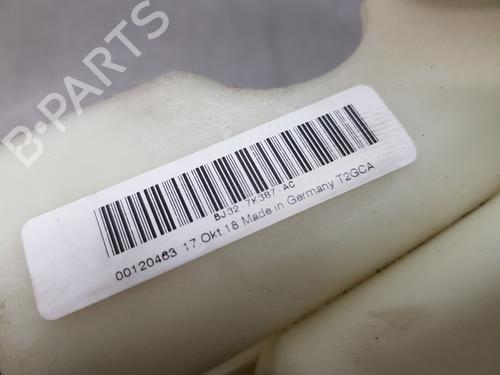 B-PARTS
BJ32 7K387 AC
00120463 17.Okt.18 Made in Germany T2GCA